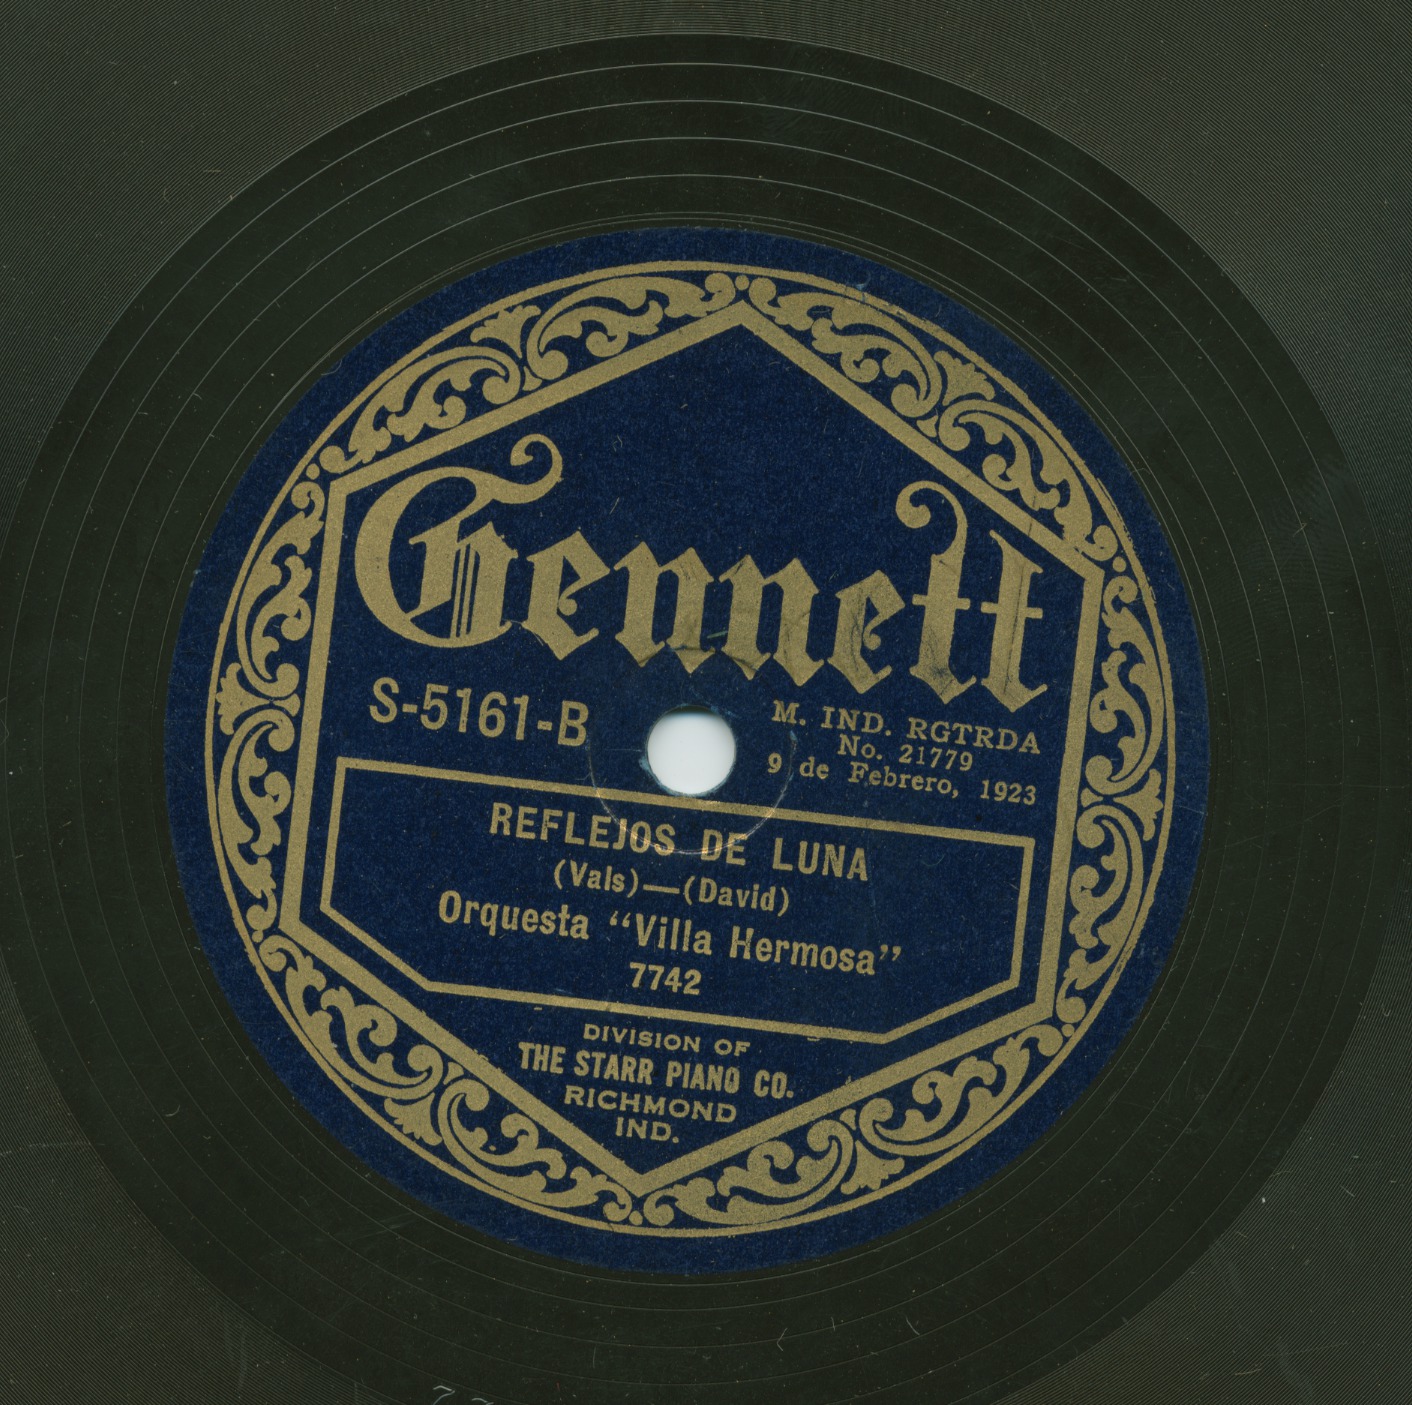 Gennett
S-5161-B
M. IND. RGTRDA
No. 21779
9 de Febrero, 1923
REFLEJOS DE LUNA
(Vals)—(David)
Orquesta “Villa Hermosa”
7742
DIVISION OF
THE STARR PIANO CO.
RICHMOND
IND.